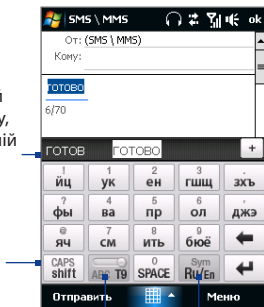 SMS \ MMS ok
От: (SMS \ MMS)
Кому:
готово
6/70
ГОТОВ ГОТОВО +
! йц 1 ук 2 ен 3 гшщ - зхъ
? фы 4 ва 5 пр 6 ол ' джэ
@ яч 7 см 8 ить 9 бюё
CAPS shift ABC T9 0 SPACE Sym Ru/En
Отправить Меню
у,
ній